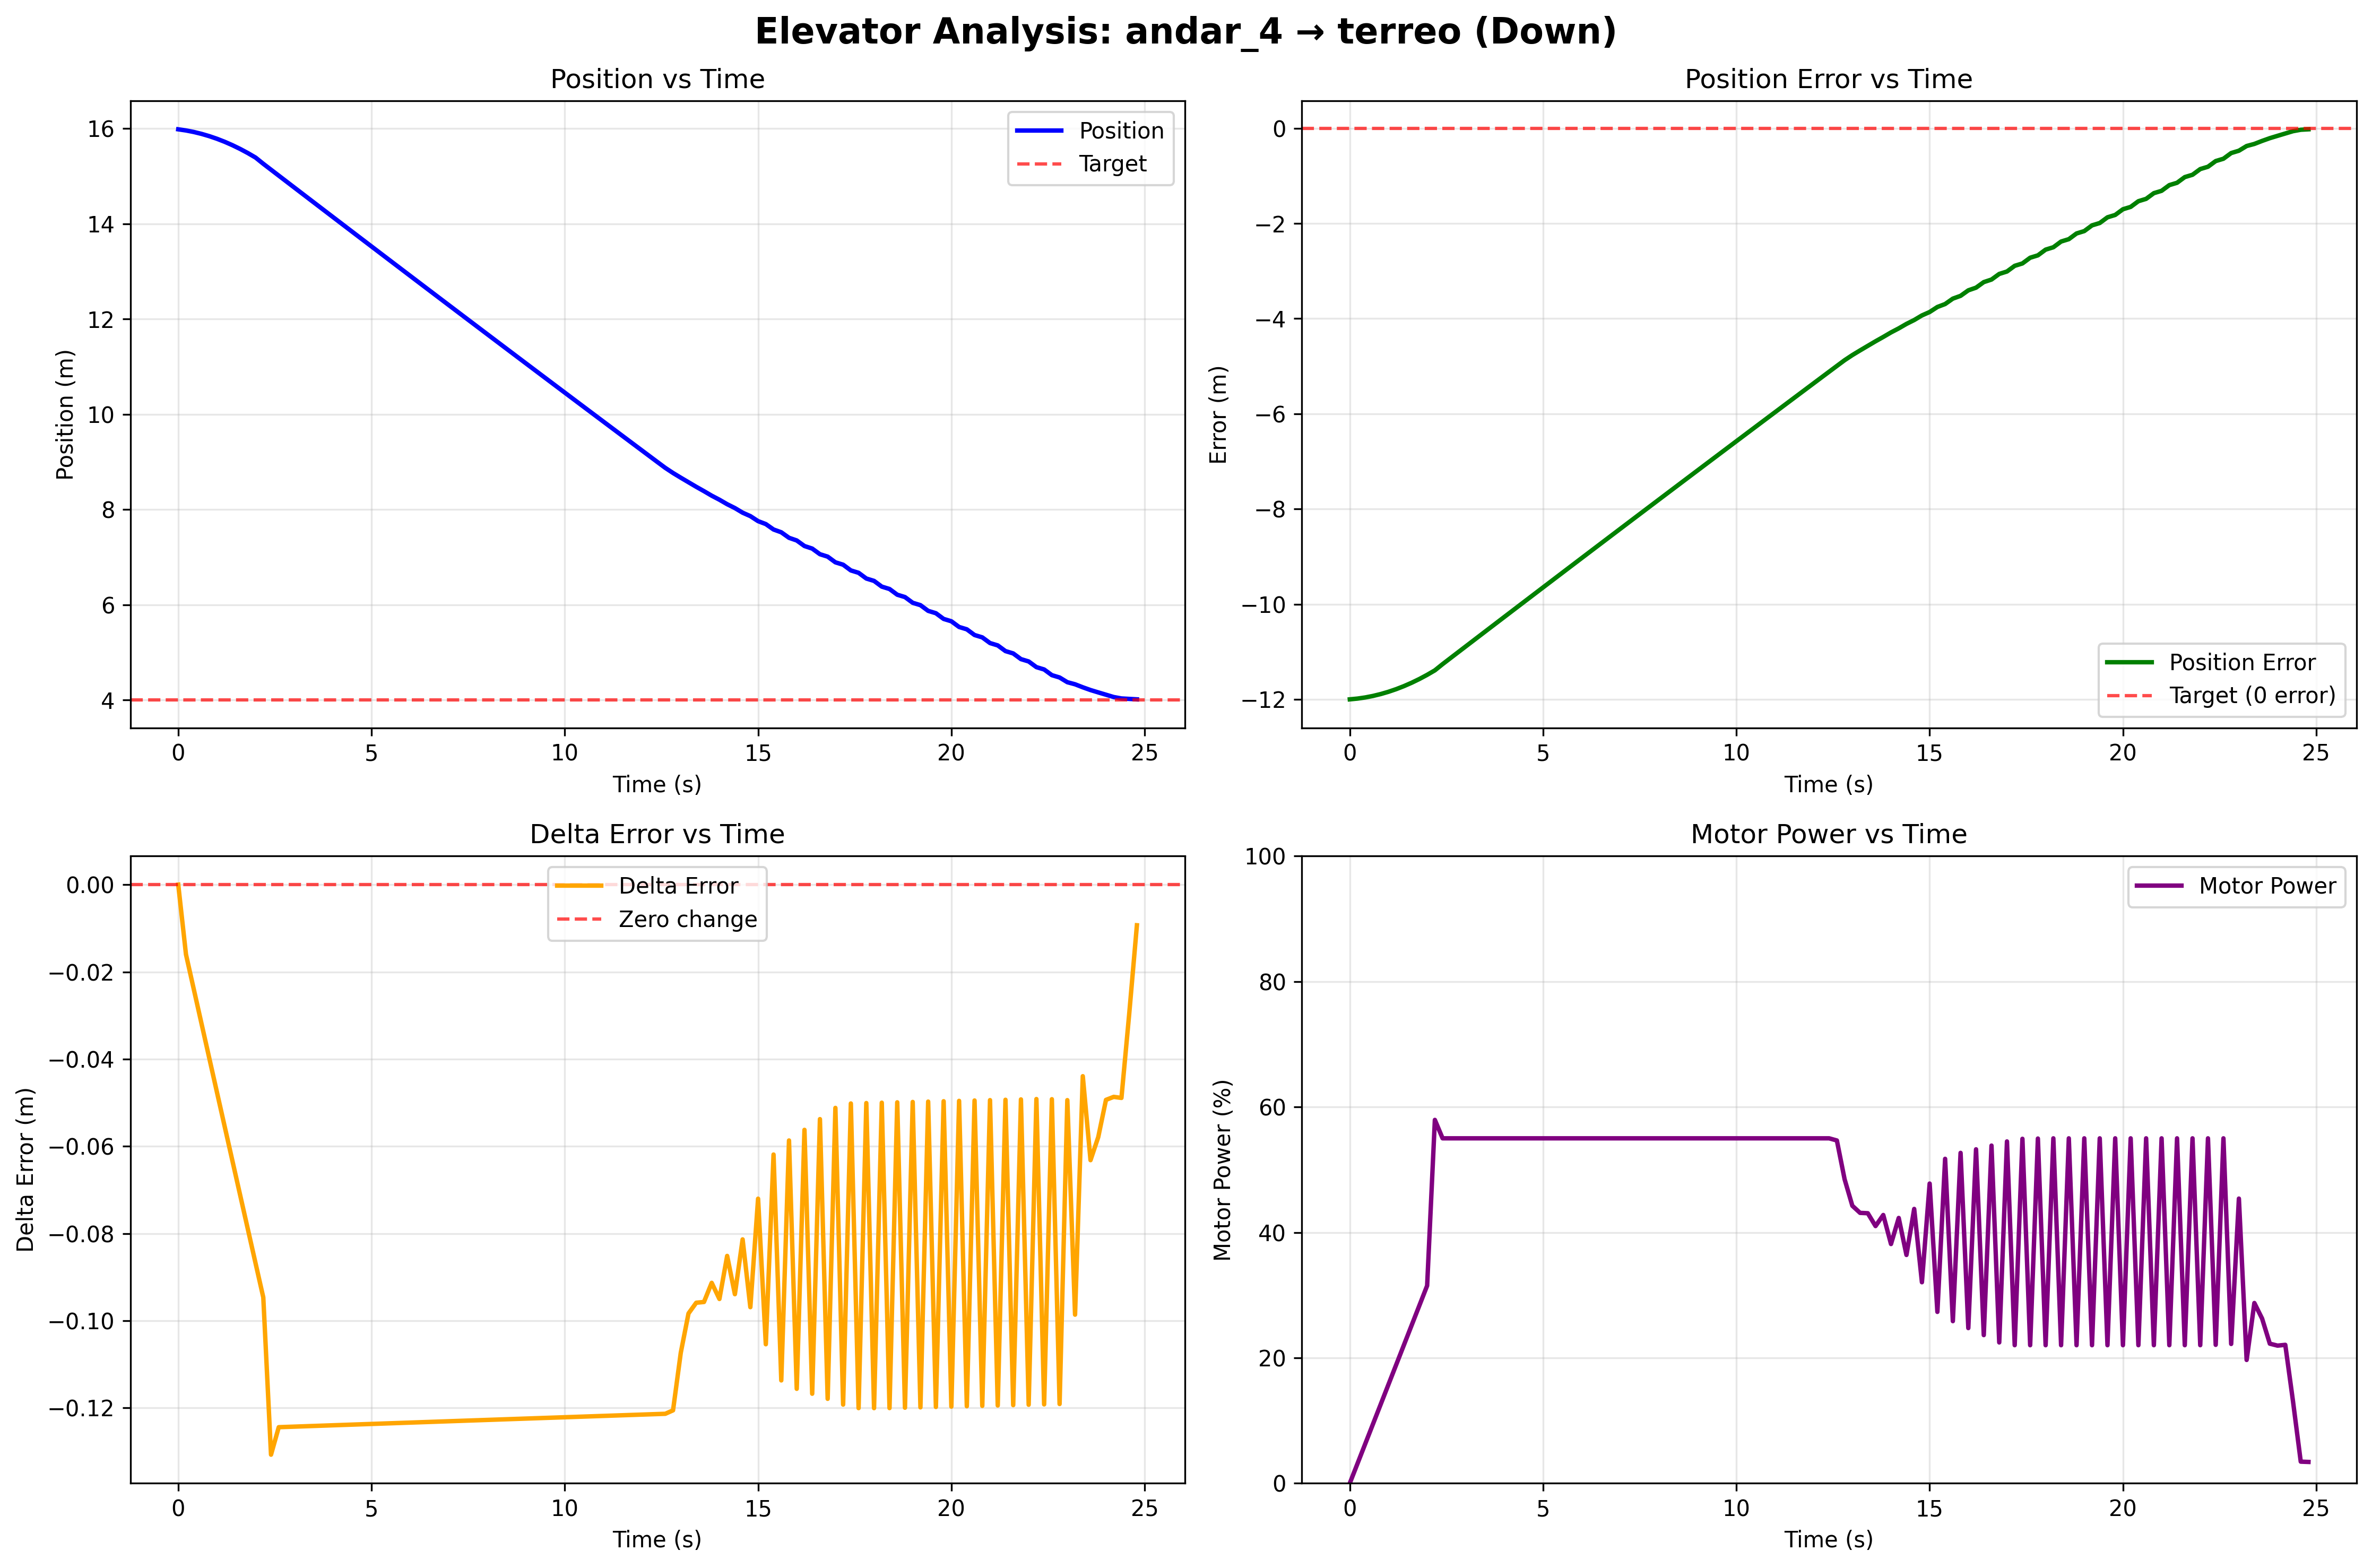 Elevator Analysis: andar_4 → terreo (Down)
Position vs Time
Position (m)
16
14
12
10
8
6
4
0
5
10
15
20
25
Time (s)
Position
Target
Position Error vs Time
Error (m)
0
−2
−4
−6
−8
−10
−12
0
5
10
15
20
25
Time (s)
Position Error
Target (0 error)
Delta Error vs Time
Delta Error (m)
0.00
−0.02
−0.04
−0.06
−0.08
−0.10
−0.12
0
5
10
15
20
25
Time (s)
Delta Error
Zero change
Motor Power vs Time
Motor Power (%)
100
80
60
40
20
0
0
5
10
15
20
25
Time (s)
Motor Power